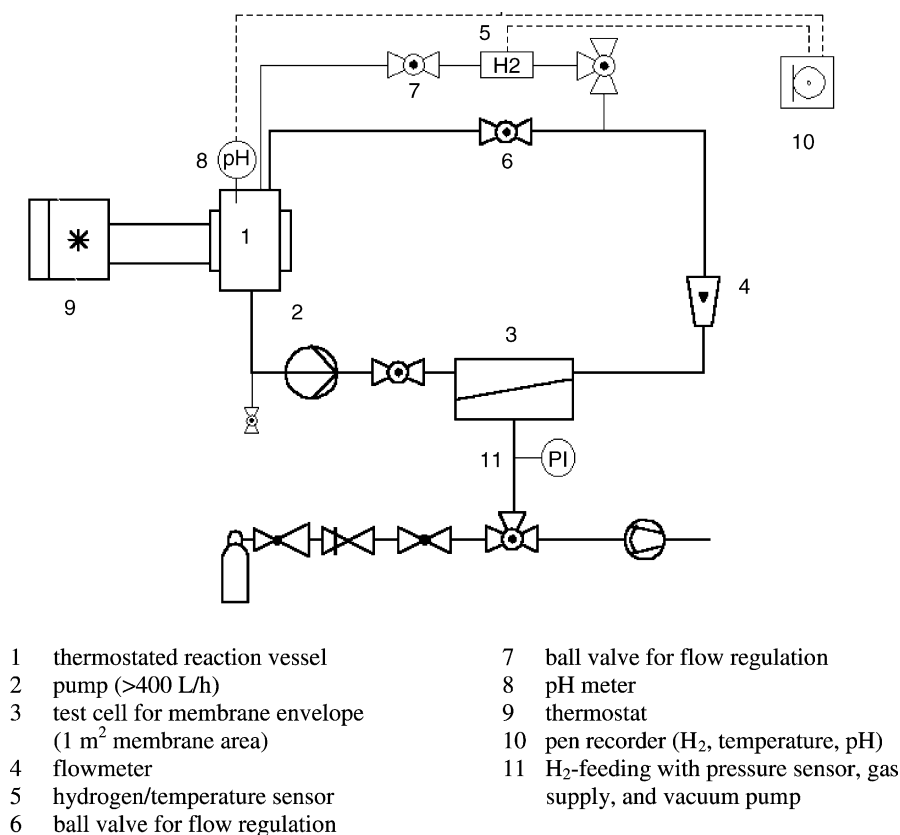 5
H2
7
10
8
pH
6
1
4
9
2
3
11
PI
1 thermostated reaction vessel
2 pump (>400 L/h)
3 test cell for membrane envelope
(1 m² membrane area)
4 flowmeter
5 hydrogen/temperature sensor
6 ball valve for flow regulation
7 ball valve for flow regulation
8 pH meter
9 thermostat
10 pen recorder (H₂, temperature, pH)
11 H₂-feeding with pressure sensor, gas
supply, and vacuum pump